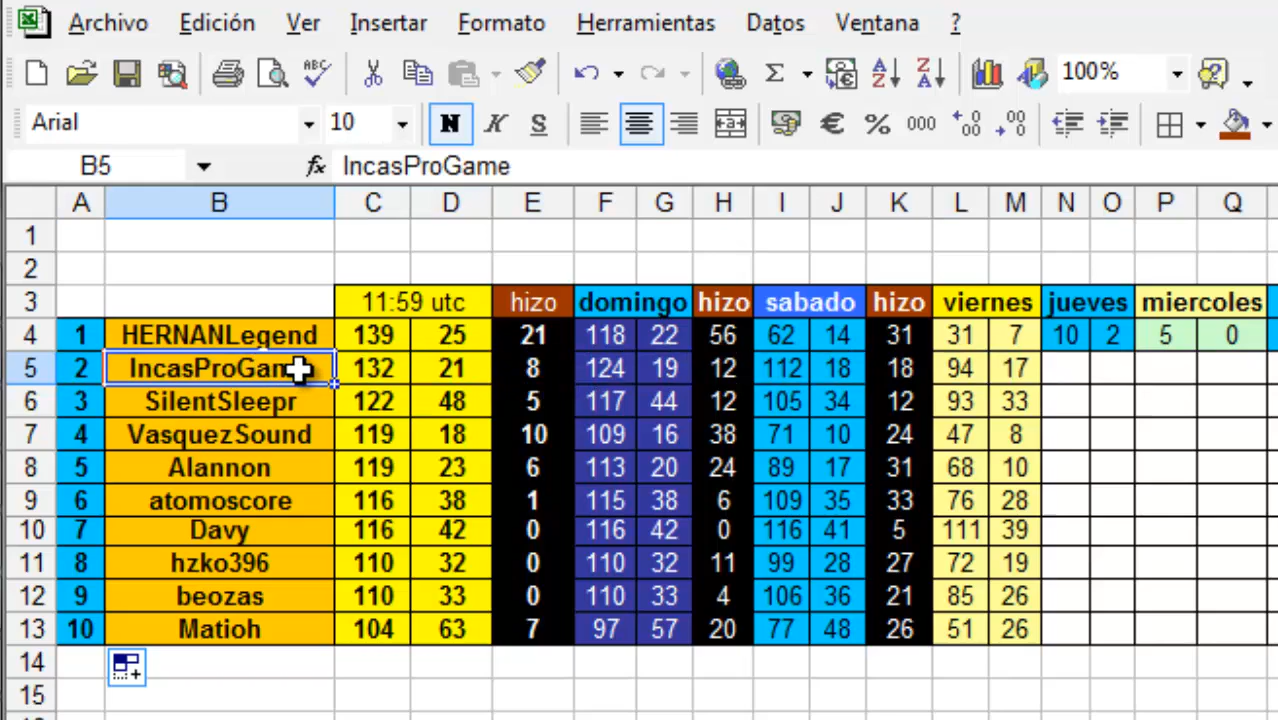 Archivo Edición Ver Insertar Formato Herramientas Datos Ventana ?
ABC Σ A Z Z A 100% ?
Arial 10 N K S a € % 000 ,0 ,00 ,00 ,0
B5 fx IncasProGame
A B C D E F G H I J K L M N O P Q
1
2
3 11:59 utc hizo domingo hizo sabado hizo viernes jueves miercoles
4 1 HERNANLegend 139 25 21 118 22 56 62 14 31 31 7 10 2 5 0
5 2 IncasProGam 132 21 8 124 19 12 112 18 18 94 17
6 3 SilentSleepr 122 48 5 117 44 12 105 34 12 93 33
7 4 VasquezSound 119 18 10 109 16 38 71 10 24 47 8
8 5 Alannon 119 23 6 113 20 24 89 17 31 68 10
9 6 atomoscore 116 38 1 115 38 6 109 35 33 76 28
10 7 Davy 116 42 0 116 42 0 116 41 5 111 39
11 8 hzko396 110 32 0 110 32 11 99 28 27 72 19
12 9 beozas 110 33 0 110 33 4 106 36 21 85 26
13 10 Matioh 104 63 7 97 57 20 77 48 26 51 26
14
15